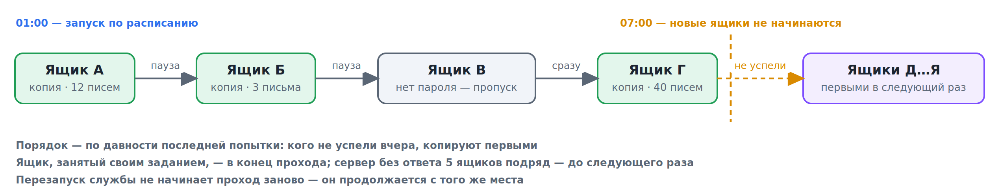 01:00 — запуск по расписанию
07:00 — новые ящики не начинаются
Ящик А
копия · 12 писем
пауза
Ящик Б
копия · 3 письма
пауза
Ящик В
нет пароля — пропуск
сразу
Ящик Г
копия · 40 писем
не успели
Ящики Д…Я
первыми в следующий раз
Порядок — по давности последней попытки: кого не успели вчера, копируют первыми
Ящик, занятый своим заданием, — в конец прохода; сервер без ответа 5 ящиков подряд — до следующего раза
Перезапуск службы не начинает проход заново — он продолжается с того же места